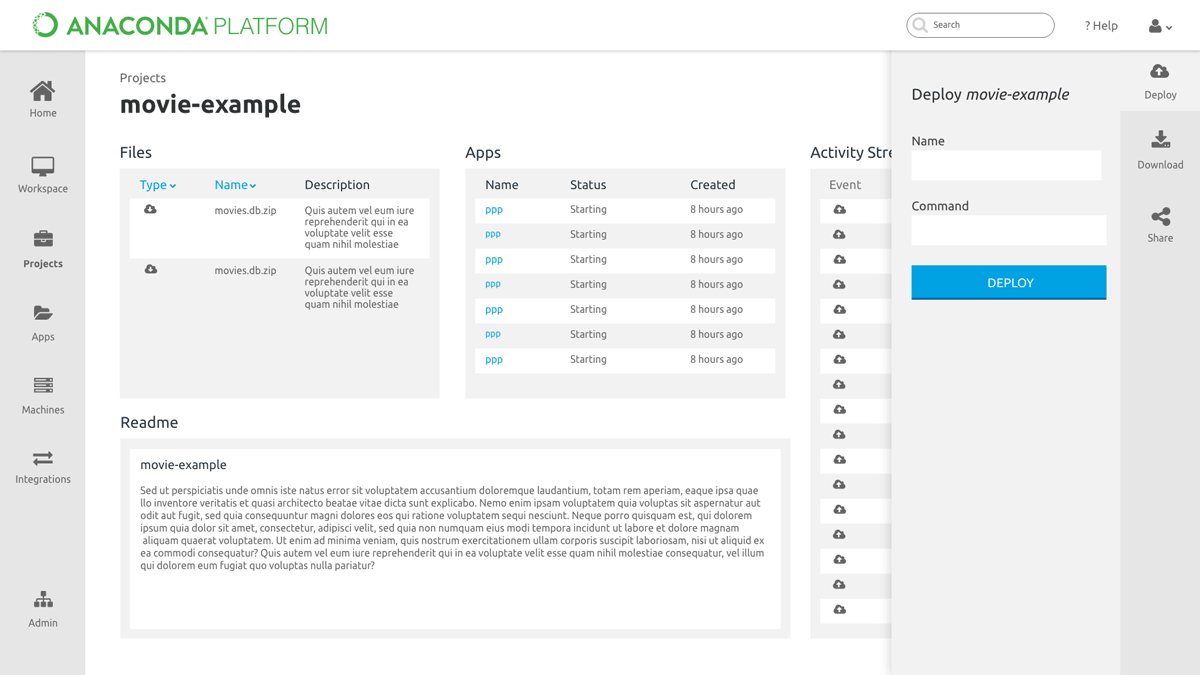 ANACONDA PLATFORM
Search
? Help
Home
Workspace
Projects
Apps
Machines
Integrations
Admin
Projects
movie-example
Files
Type
Name
Description
movies.db.zip
Quis autem vel eum iure
reprehenderit qui in ea
voluptate velit esse
quam nihil molestiae
movies.db.zip
Quis autem vel eum iure
reprehenderit qui in ea
voluptate velit esse
quam nihil molestiae
Apps
Name Status Created
ppp Starting 8 hours ago
ppp Starting 8 hours ago
ppp Starting 8 hours ago
ppp Starting 8 hours ago
ppp Starting 8 hours ago
ppp Starting 8 hours ago
ppp Starting 8 hours ago
Activity Stre
Event
Readme
movie-example
Sed ut perspiciatis unde omnis iste natus error sit voluptatem accusantium doloremque laudantium, totam rem aperiam, eaque ipsa quae
llo inventore veritatis et quasi architecto beatae vitae dicta sunt explicabo. Nemo enim ipsam voluptatem quia voluptas sit aspernatur aut
odit aut fugit, sed quia consequuntur magni dolores eos qui ratione voluptatem sequi nesciunt. Neque porro quisquam est, qui dolorem
ipsum quia dolor sit amet, consectetur, adipisci velit, sed quia non numquam eius modi tempora incidunt ut labore et dolore magnam
aliquam quaerat voluptatem. Ut enim ad minima veniam, quis nostrum exercitationem ullam corporis suscipit laboriosam, nisi ut aliquid ex
ea commodi consequatur? Quis autem vel eum iure reprehenderit qui in ea voluptate velit esse quam nihil molestiae consequatur, vel illum
qui dolorem eum fugiat quo voluptas nulla pariatur?
Deploy movie-example
Name
Command
DEPLOY
Deploy
Download
Share